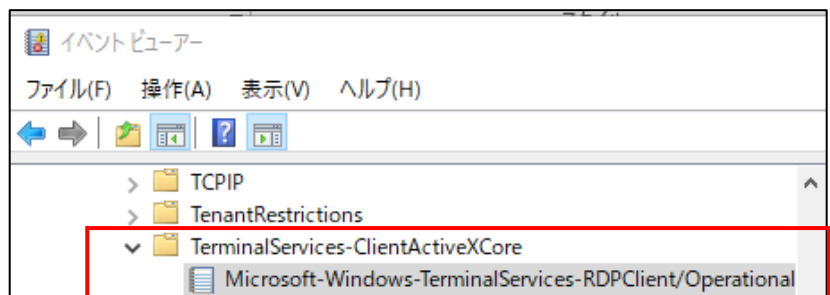 イベント ビューアー
ファイル(F) 操作(A) 表示(V) ヘルプ(H)
TCPIP
TenantRestrictions
TerminalServices-ClientActiveXCore
Microsoft-Windows-TerminalServices-RDPClient/Operational